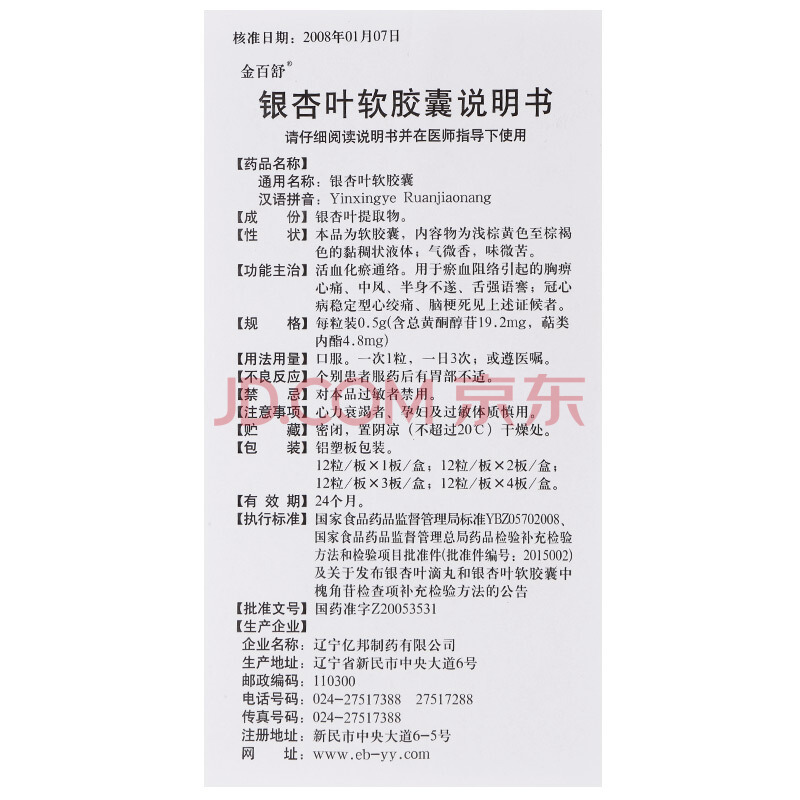 核准日期：2008年01月07日
金百舒®
银杏叶软胶囊说明书
请仔细阅读说明书并在医师指导下使用
【药品名称】
通用名称：银杏叶软胶囊
汉语拼音：Yinxingye Ruanjiaonang
【成　份】银杏叶提取物。
【性　状】本品为软胶囊，内容物为浅棕黄色至棕褐
色的黏稠状液体；气微香，味微苦。
【功能主治】活血化瘀通络。用于瘀血阻络引起的胸痹
心痛、中风、半身不遂、舌强语謇；冠心
病稳定型心绞痛、脑梗死见上述证候者。
【规　格】每粒装0.5g(含总黄酮醇苷19.2mg，萜类
内酯4.8mg)
【用法用量】口服。一次1粒，一日3次；或遵医嘱。
【不良反应】个别患者服药后有胃部不适。
【禁　忌】对本品过敏者禁用。
【注意事项】心力衰竭者、孕妇及过敏体质慎用。
【贮　藏】密闭，置阴凉（不超过20℃）干燥处。
【包　装】铝塑板包装。
12粒/板×1板/盒；12粒/板×2板/盒；
12粒/板×3板/盒；12粒/板×4板/盒。
【有 效 期】24个月。
【执行标准】国家食品药品监督管理局标准YBZ05702008、
国家食品药品监督管理总局药品检验补充检验
方法和检验项目批准件(批准件编号：2015002)
及关于发布银杏叶滴丸和银杏叶软胶囊中
槐角苷检查项补充检验方法的公告
【批准文号】国药准字Z20053531
【生产企业】
企业名称：辽宁亿邦制药有限公司
生产地址：辽宁省新民市中央大道6号
邮政编码：110300
电话号码：024-27517388　27517288
传真号码：024-27517388
注册地址：新民市中央大道6-5号
网　址：www.eb-yy.com
JD.COM 京东